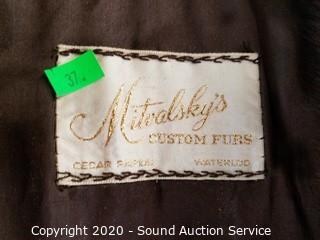 37.
Mitvalsky's
CUSTOM FURS
CEDAR RAPIDS WATERLOO
Copyright 2020 - Sound Auction Service